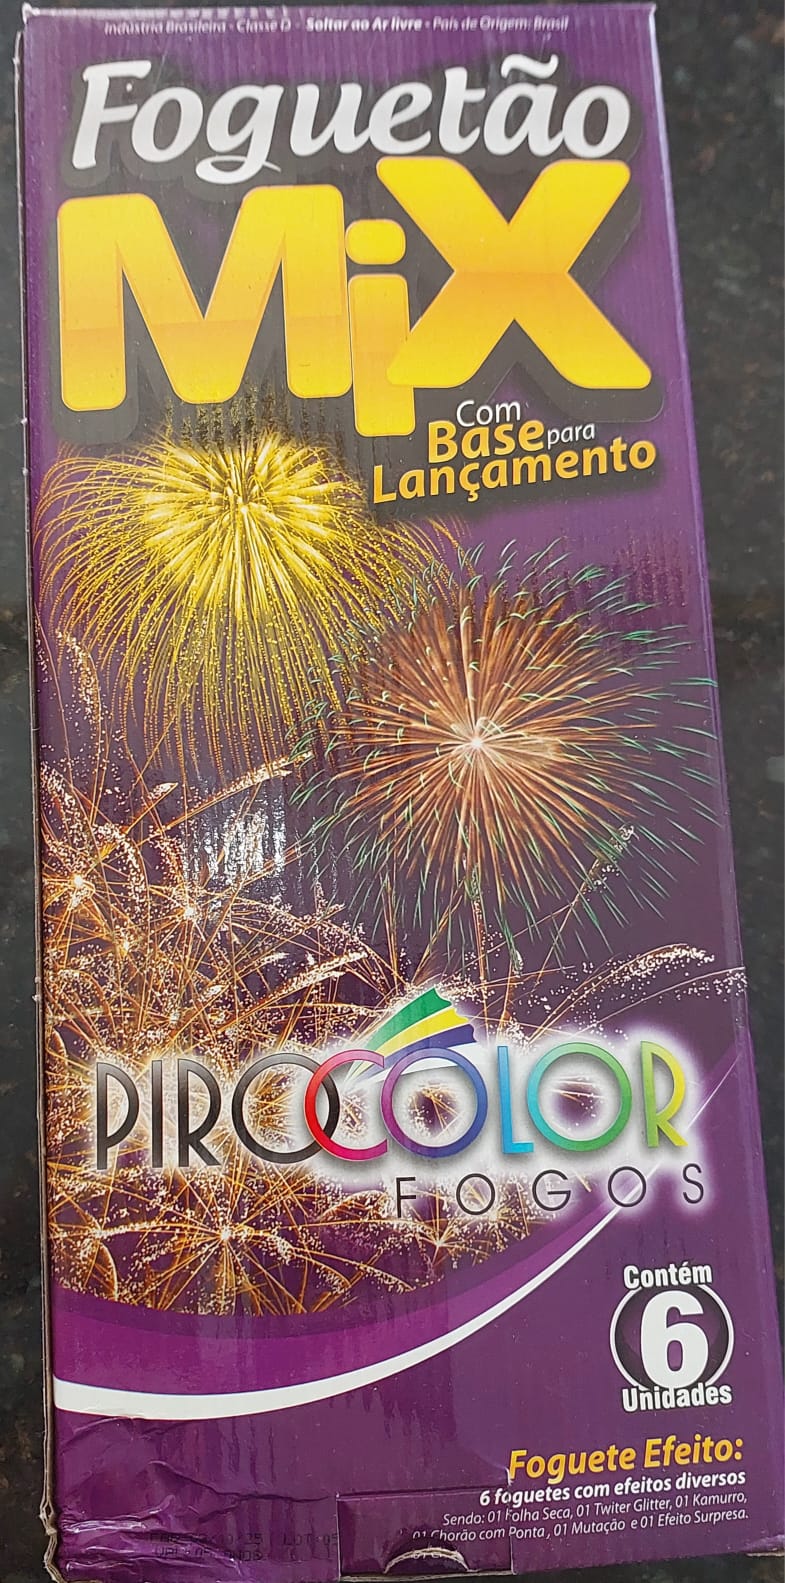 Indústria Brasileira - Classe D - Soltar ao Ar livre - País de Origem: Brasil
Foguetão
MiX
Com
Base para
Lançamento
PIROCOLOR
FOGOS
Contém
6
Unidades
Foguete Efeito:
6 foguetes com efeitos diversos
Sendo: 01 Folha Seca, 01 Twiter Glitter, 01 Kamurro,
01 Chorão com Ponta, 01 Mutação e 01 Efeito Surpresa.
LOT